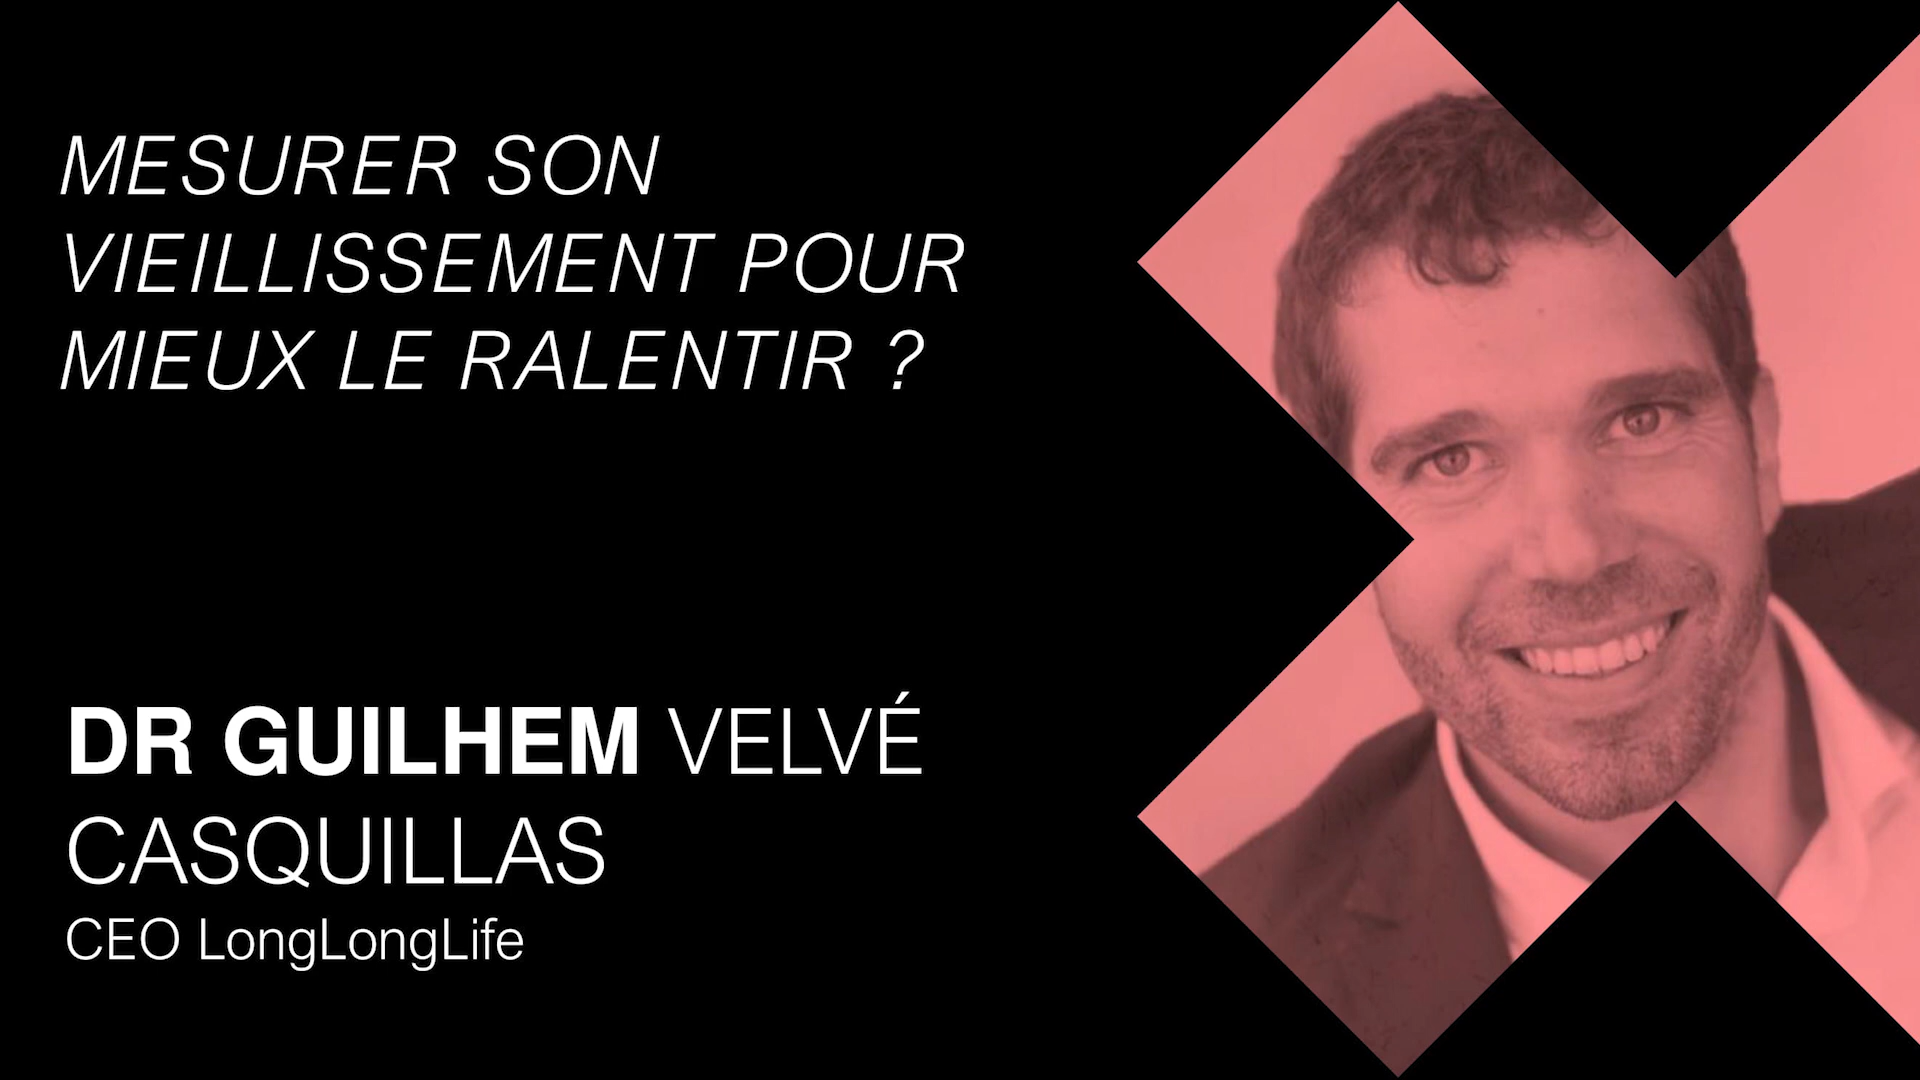 MESURER SON
VIEILLISSEMENT POUR
MIEUX LE RALENTIR ?
DR GUILHEM VELVÉ
CASQUILLAS
CEO LongLongLife